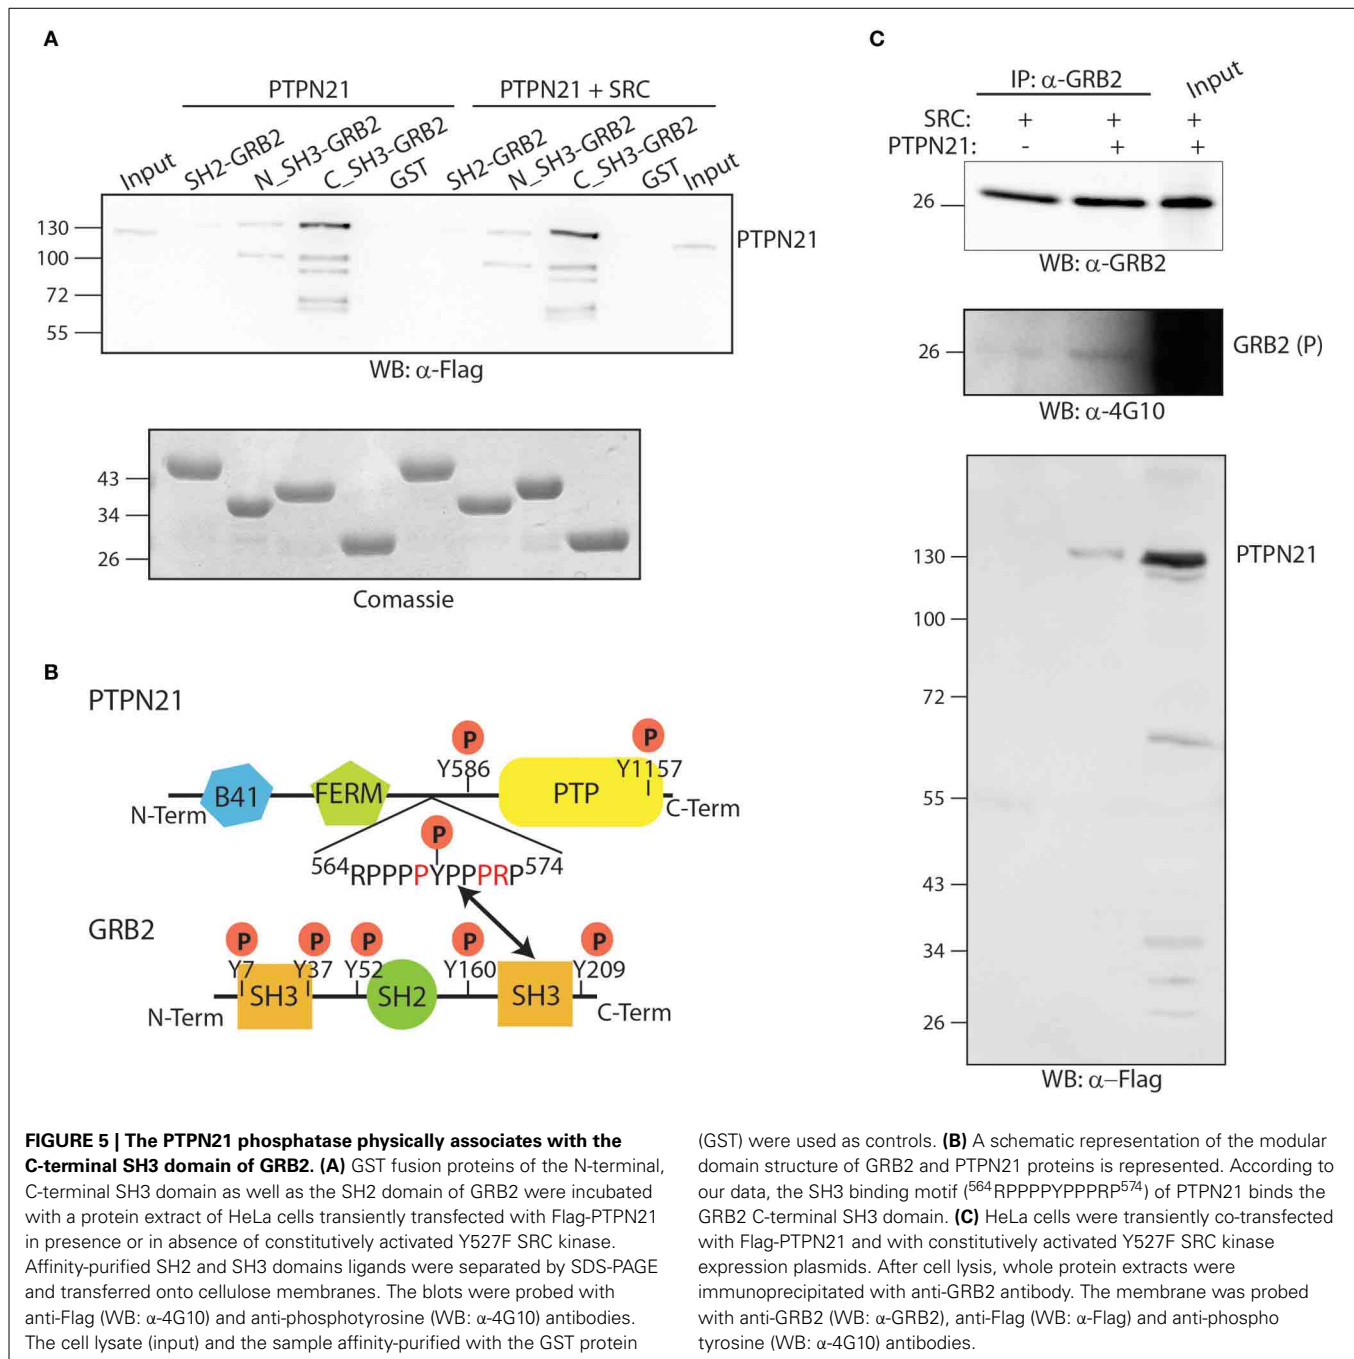 A
PTPN21
PTPN21 + SRC
Input
SH2-GRB2
N_SH3-GRB2
C_SH3-GRB2
GST
SH2-GRB2
N_SH3-GRB2
C_SH3-GRB2
GST
Input
130
100
72
55
PTPN21
WB: α-Flag
43
34
26
Comassie
B
PTPN21
P
P
Y586
Y1157
B41
FERM
PTP
N-Term
C-Term
P
564RPPPPYPPPRP574
GRB2
P
P
P
P
P
Y7
Y37
Y52
Y160
Y209
SH3
SH2
SH3
N-Term
C-Term
C
IP: α-GRB2
Input
SRC: + + +
PTPN21: - + +
26
WB: α-GRB2
26
GRB2 (P)
WB: α-4G10
130
100
72
55
43
34
26
PTPN21
WB: α–Flag
FIGURE 5 | The PTPN21 phosphatase physically associates with the
C-terminal SH3 domain of GRB2. (A) GST fusion proteins of the N-terminal,
C-terminal SH3 domain as well as the SH2 domain of GRB2 were incubated
with a protein extract of HeLa cells transiently transfected with Flag-PTPN21
in presence or in absence of constitutively activated Y527F SRC kinase.
Affinity-purified SH2 and SH3 domains ligands were separated by SDS-PAGE
and transferred onto cellulose membranes. The blots were probed with
anti-Flag (WB: α-4G10) and anti-phosphotyrosine (WB: α-4G10) antibodies.
The cell lysate (input) and the sample affinity-purified with the GST protein
(GST) were used as controls. (B) A schematic representation of the modular
domain structure of GRB2 and PTPN21 proteins is represented. According to
our data, the SH3 binding motif (564RPPPPYPPPRP574) of PTPN21 binds the
GRB2 C-terminal SH3 domain. (C) HeLa cells were transiently co-transfected
with Flag-PTPN21 and with constitutively activated Y527F SRC kinase
expression plasmids. After cell lysis, whole protein extracts were
immunoprecipitated with anti-GRB2 antibody. The membrane was probed
with anti-GRB2 (WB: α-GRB2), anti-Flag (WB: α-Flag) and anti-phospho
tyrosine (WB: α-4G10) antibodies.